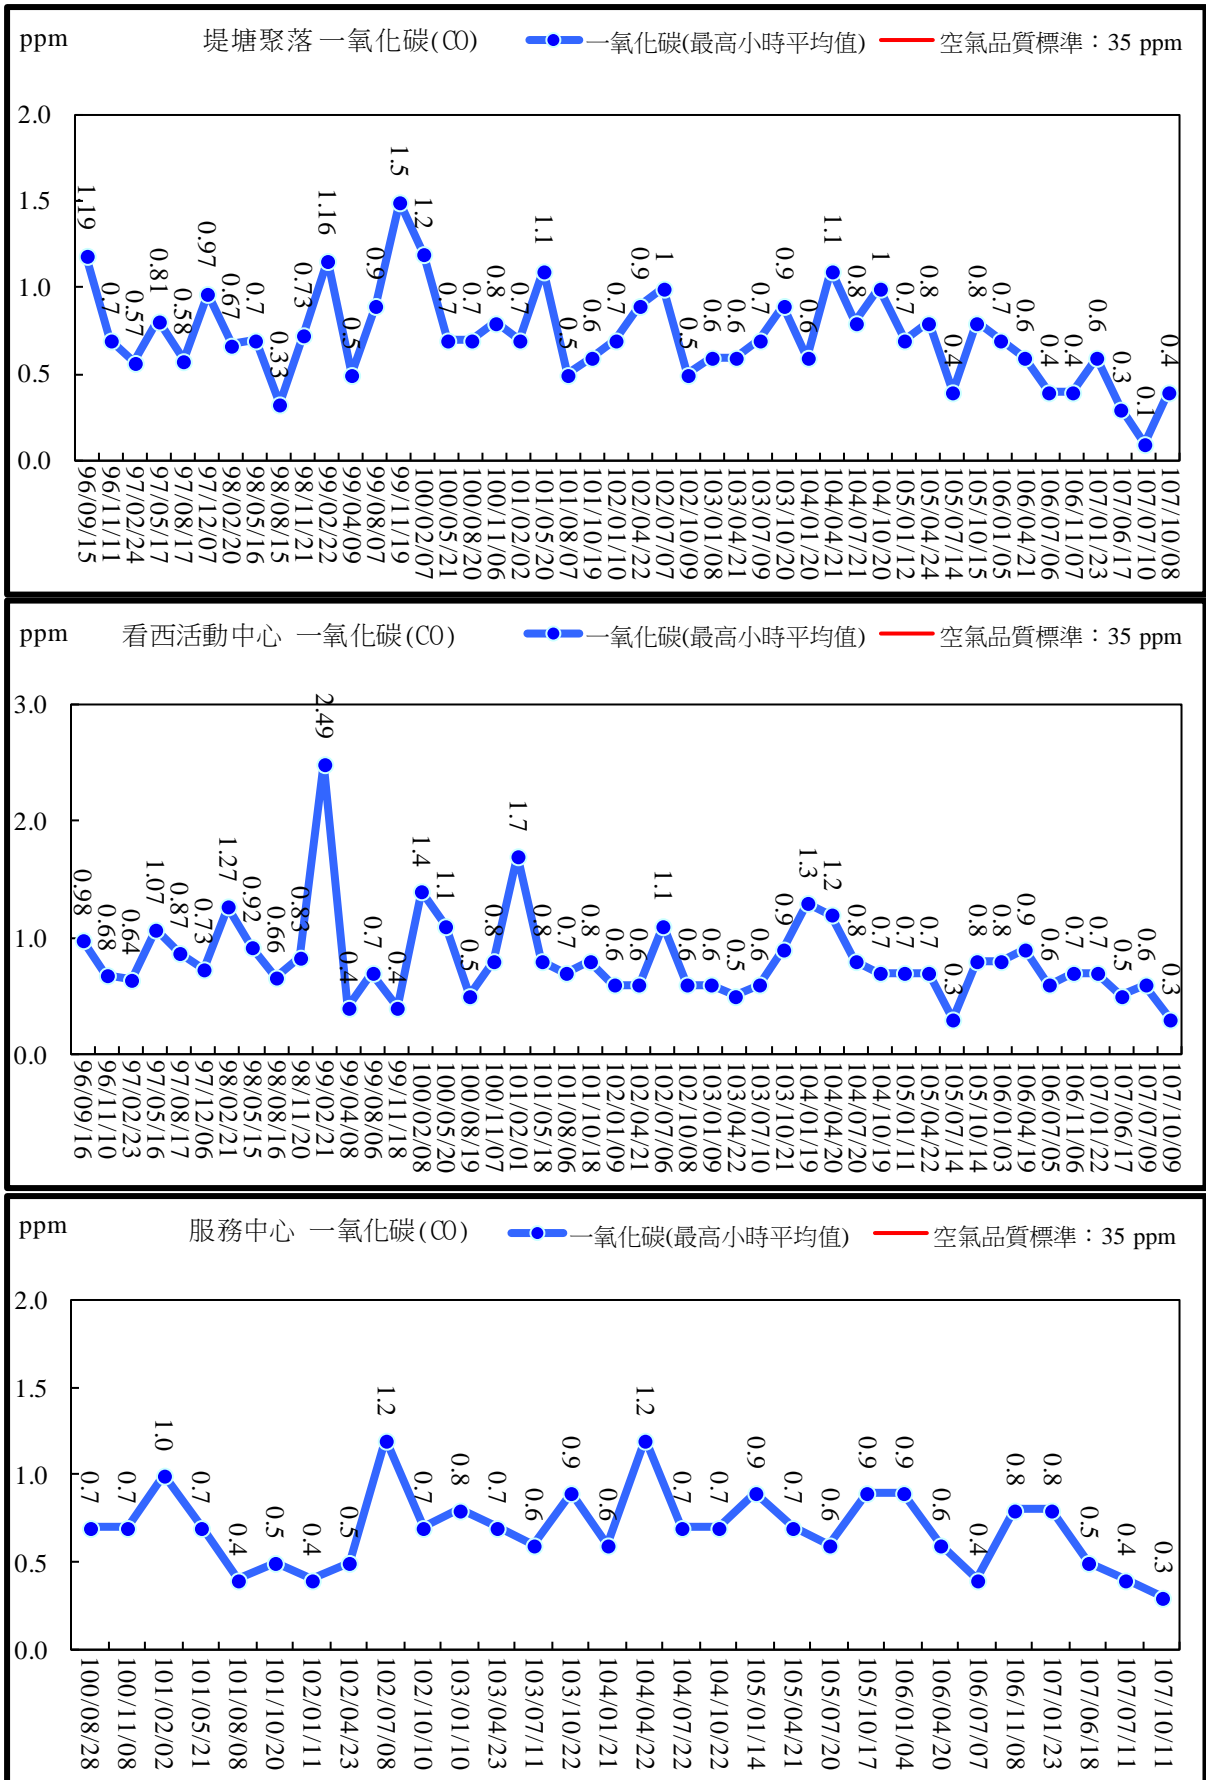 ppm 堤塘聚落 一氧化碳(CO) 一氧化碳(最高小時平均值) 空氣品質標準：35 ppm
2.0
1.5
1.0
0.5
0.0
1.19 0.7 0.57 0.81 0.58 0.97 0.67 0.7 0.33 0.73 1.16 0.5 0.9 1.5 1.2 0.7 0.7 0.8 0.7 1.1 0.5 0.6 0.7 0.9 1 0.5 0.6 0.6 0.7 0.9 0.6 1.1 0.8 1 0.7 0.8 0.4 0.8 0.7 0.6 0.4 0.4 0.6 0.3 0.1 0.4
96/09/15 96/11/11 97/02/24 97/05/17 97/08/17 97/12/07 98/02/20 98/05/16 98/08/15 98/11/21 99/02/22 99/04/09 99/08/07 99/11/19 100/02/07 100/05/21 100/08/20 100/11/06 101/02/02 101/05/20 101/08/07 101/10/19 102/01/10 102/04/22 102/07/07 102/10/09 103/01/08 103/04/21 103/07/09 103/10/20 104/01/20 104/04/21 104/07/21 104/10/20 105/01/12 105/04/24 105/07/14 105/10/15 106/01/05 106/04/21 106/07/06 106/11/07 107/01/23 107/06/17 107/07/10 107/10/08
ppm 看西活動中心 一氧化碳(CO) 一氧化碳(最高小時平均值) 空氣品質標準：35 ppm
3.0
2.0
1.0
0.0
0.98 0.68 0.64 1.07 0.87 0.73 1.27 0.92 0.66 0.83 2.49 0.4 0.7 0.4 1.4 1.1 0.5 0.8 1.7 0.8 0.7 0.8 0.6 0.6 1.1 0.6 0.6 0.5 0.6 0.9 1.3 1.2 0.8 0.7 0.7 0.7 0.3 0.8 0.8 0.9 0.6 0.7 0.7 0.5 0.6 0.3
96/09/16 96/11/10 97/02/23 97/05/16 97/08/17 97/12/06 98/02/21 98/05/15 98/08/16 98/11/20 99/02/21 99/04/08 99/08/06 99/11/18 100/02/08 100/05/20 100/08/19 100/11/07 101/02/01 101/05/18 101/08/06 101/10/18 102/01/09 102/04/21 102/07/06 102/10/08 103/01/09 103/04/22 103/07/10 103/10/21 104/01/19 104/04/20 104/07/20 104/10/19 105/01/11 105/04/22 105/07/14 105/10/14 106/01/03 106/04/19 106/07/05 106/11/06 107/01/22 107/06/17 107/07/09 107/10/09
ppm 服務中心 一氧化碳(CO) 一氧化碳(最高小時平均值) 空氣品質標準：35 ppm
2.0
1.5
1.0
0.5
0.0
0.7 0.7 1.0 0.7 0.4 0.5 0.4 0.5 1.2 0.7 0.8 0.7 0.6 0.9 0.6 1.2 0.7 0.7 0.9 0.7 0.6 0.9 0.9 0.6 0.4 0.8 0.8 0.5 0.4 0.3
100/08/28 100/11/08 101/02/02 101/05/21 101/08/08 101/10/20 102/01/11 102/04/23 102/07/08 102/10/10 103/01/10 103/04/23 103/07/11 103/10/22 104/01/21 104/04/22 104/07/22 104/10/22 105/01/14 105/04/21 105/07/20 105/10/17 106/01/04 106/04/20 106/07/07 106/11/08 107/01/23 107/06/18 107/07/11 107/10/11